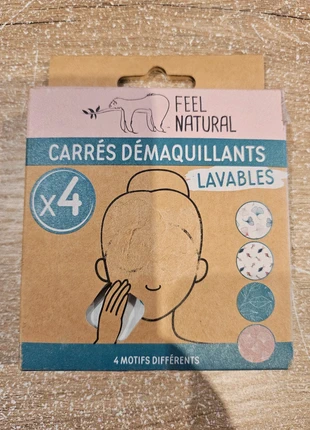 FEEL
NATURAL
CARRÉS DÉMAQUILLANTS
LAVABLES
x4
4 MOTIFS DIFFÉRENTS